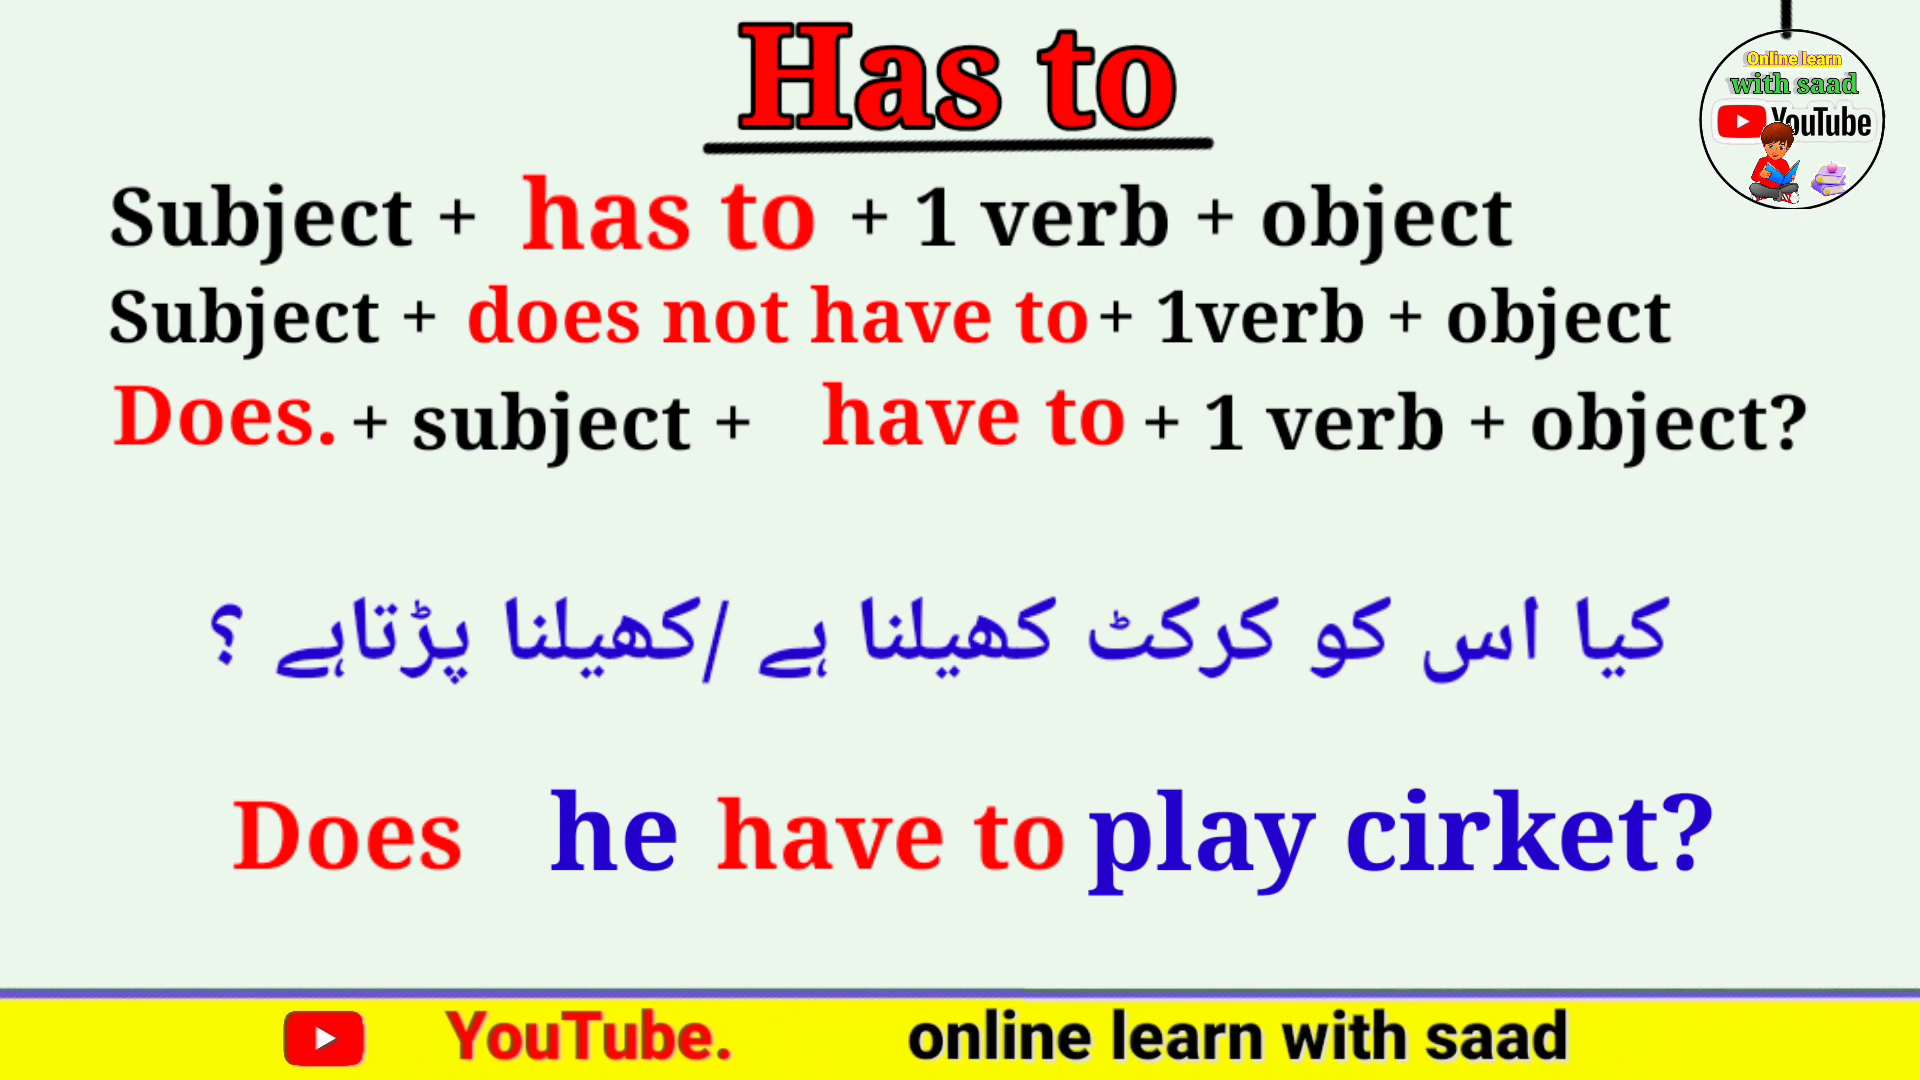 Has to
Online learn
with saad
YouTube
Subject + has to + 1 verb + object
Subject + does not have to + 1verb + object
Does. + subject + have to + 1 verb + object?
کیا اس کو کرکٹ کھیلنا ہے /کھیلنا پڑتاہے ؟
Does he have to play cirket?
YouTube. online learn with saad